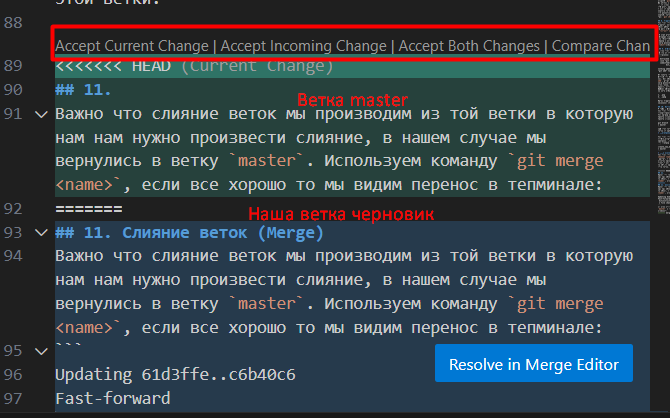 этой ветки.
88
Accept Current Change | Accept Incoming Change | Accept Both Changes | Compare Chan
89 <<<<<<< HEAD (Current Change)
90 ## 11.
Ветка master
91 Важно что слияние веток мы производим из той ветки в которую
нам нам нужно произвести слияние, в нашем случае мы
вернулись в ветку `master`. Используем команду `git merge
<name>`, если все хорошо то мы видим перенос в тепминале:
92 =======
Наша ветка черновик
93 ## 11. Слияние веток (Merge)
94 Важно что слияние веток мы производим из той ветки в которую
нам нам нужно произвести слияние, в нашем случае мы
вернулись в ветку `master`. Используем команду `git merge
<name>`, если все хорошо то мы видим перенос в тепминале:
95 ```
Resolve in Merge Editor
96 Updating 61d3ffe..c6b40c6
97 Fast-forward